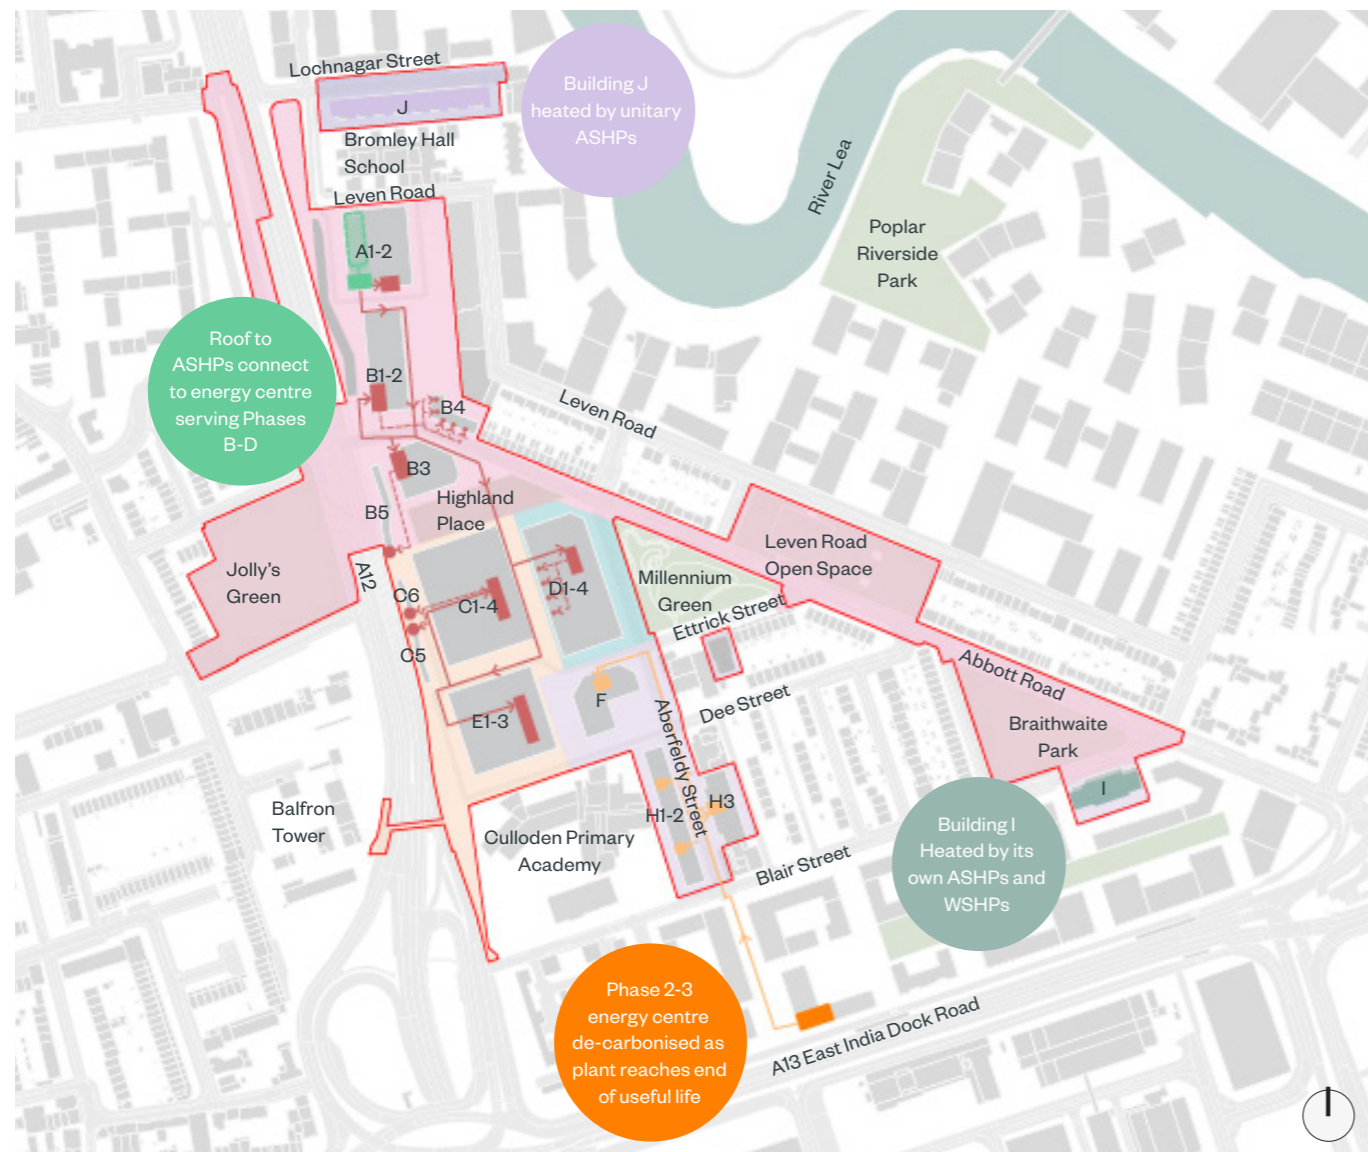 Lochnagar Street
J
Bromley Hall
School
Leven Road
Building J
heated by unitary
ASHPs
River Lea
Poplar
Riverside
Park
A1-2
Roof to
ASHPs connect
to energy centre
serving Phases
B-D
B1-2
B4
Leven Road
B3
Highland
Place
B5
Jolly's
Green
A12
C6
C1-4
C5
D1-4
Millennium
Green
Ettrick Street
Leven Road
Open Space
Abbott Road
Braithwaite
Park
I
E1-3
F
Dee Street
Aberfeldy Street
H1-2
H3
Balfron
Tower
Culloden Primary
Academy
Blair Street
Building I
Heated by its
own ASHPs and
WSHPs
Phase 2-3
energy centre
de-carbonised as
plant reaches end
of useful life
A13 East India Dock Road